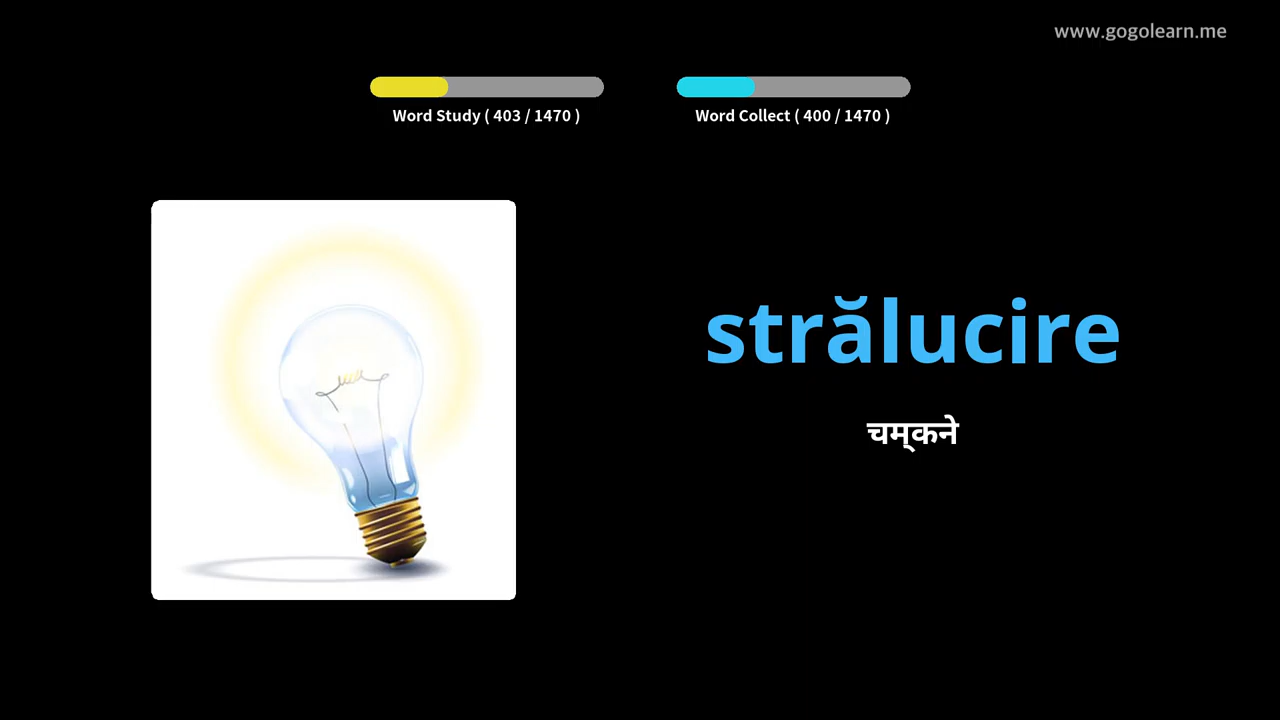 www.gogolearn.me
Word Study ( 403 / 1470 )
Word Collect ( 400 / 1470 )
strălucire
चम्‌कने